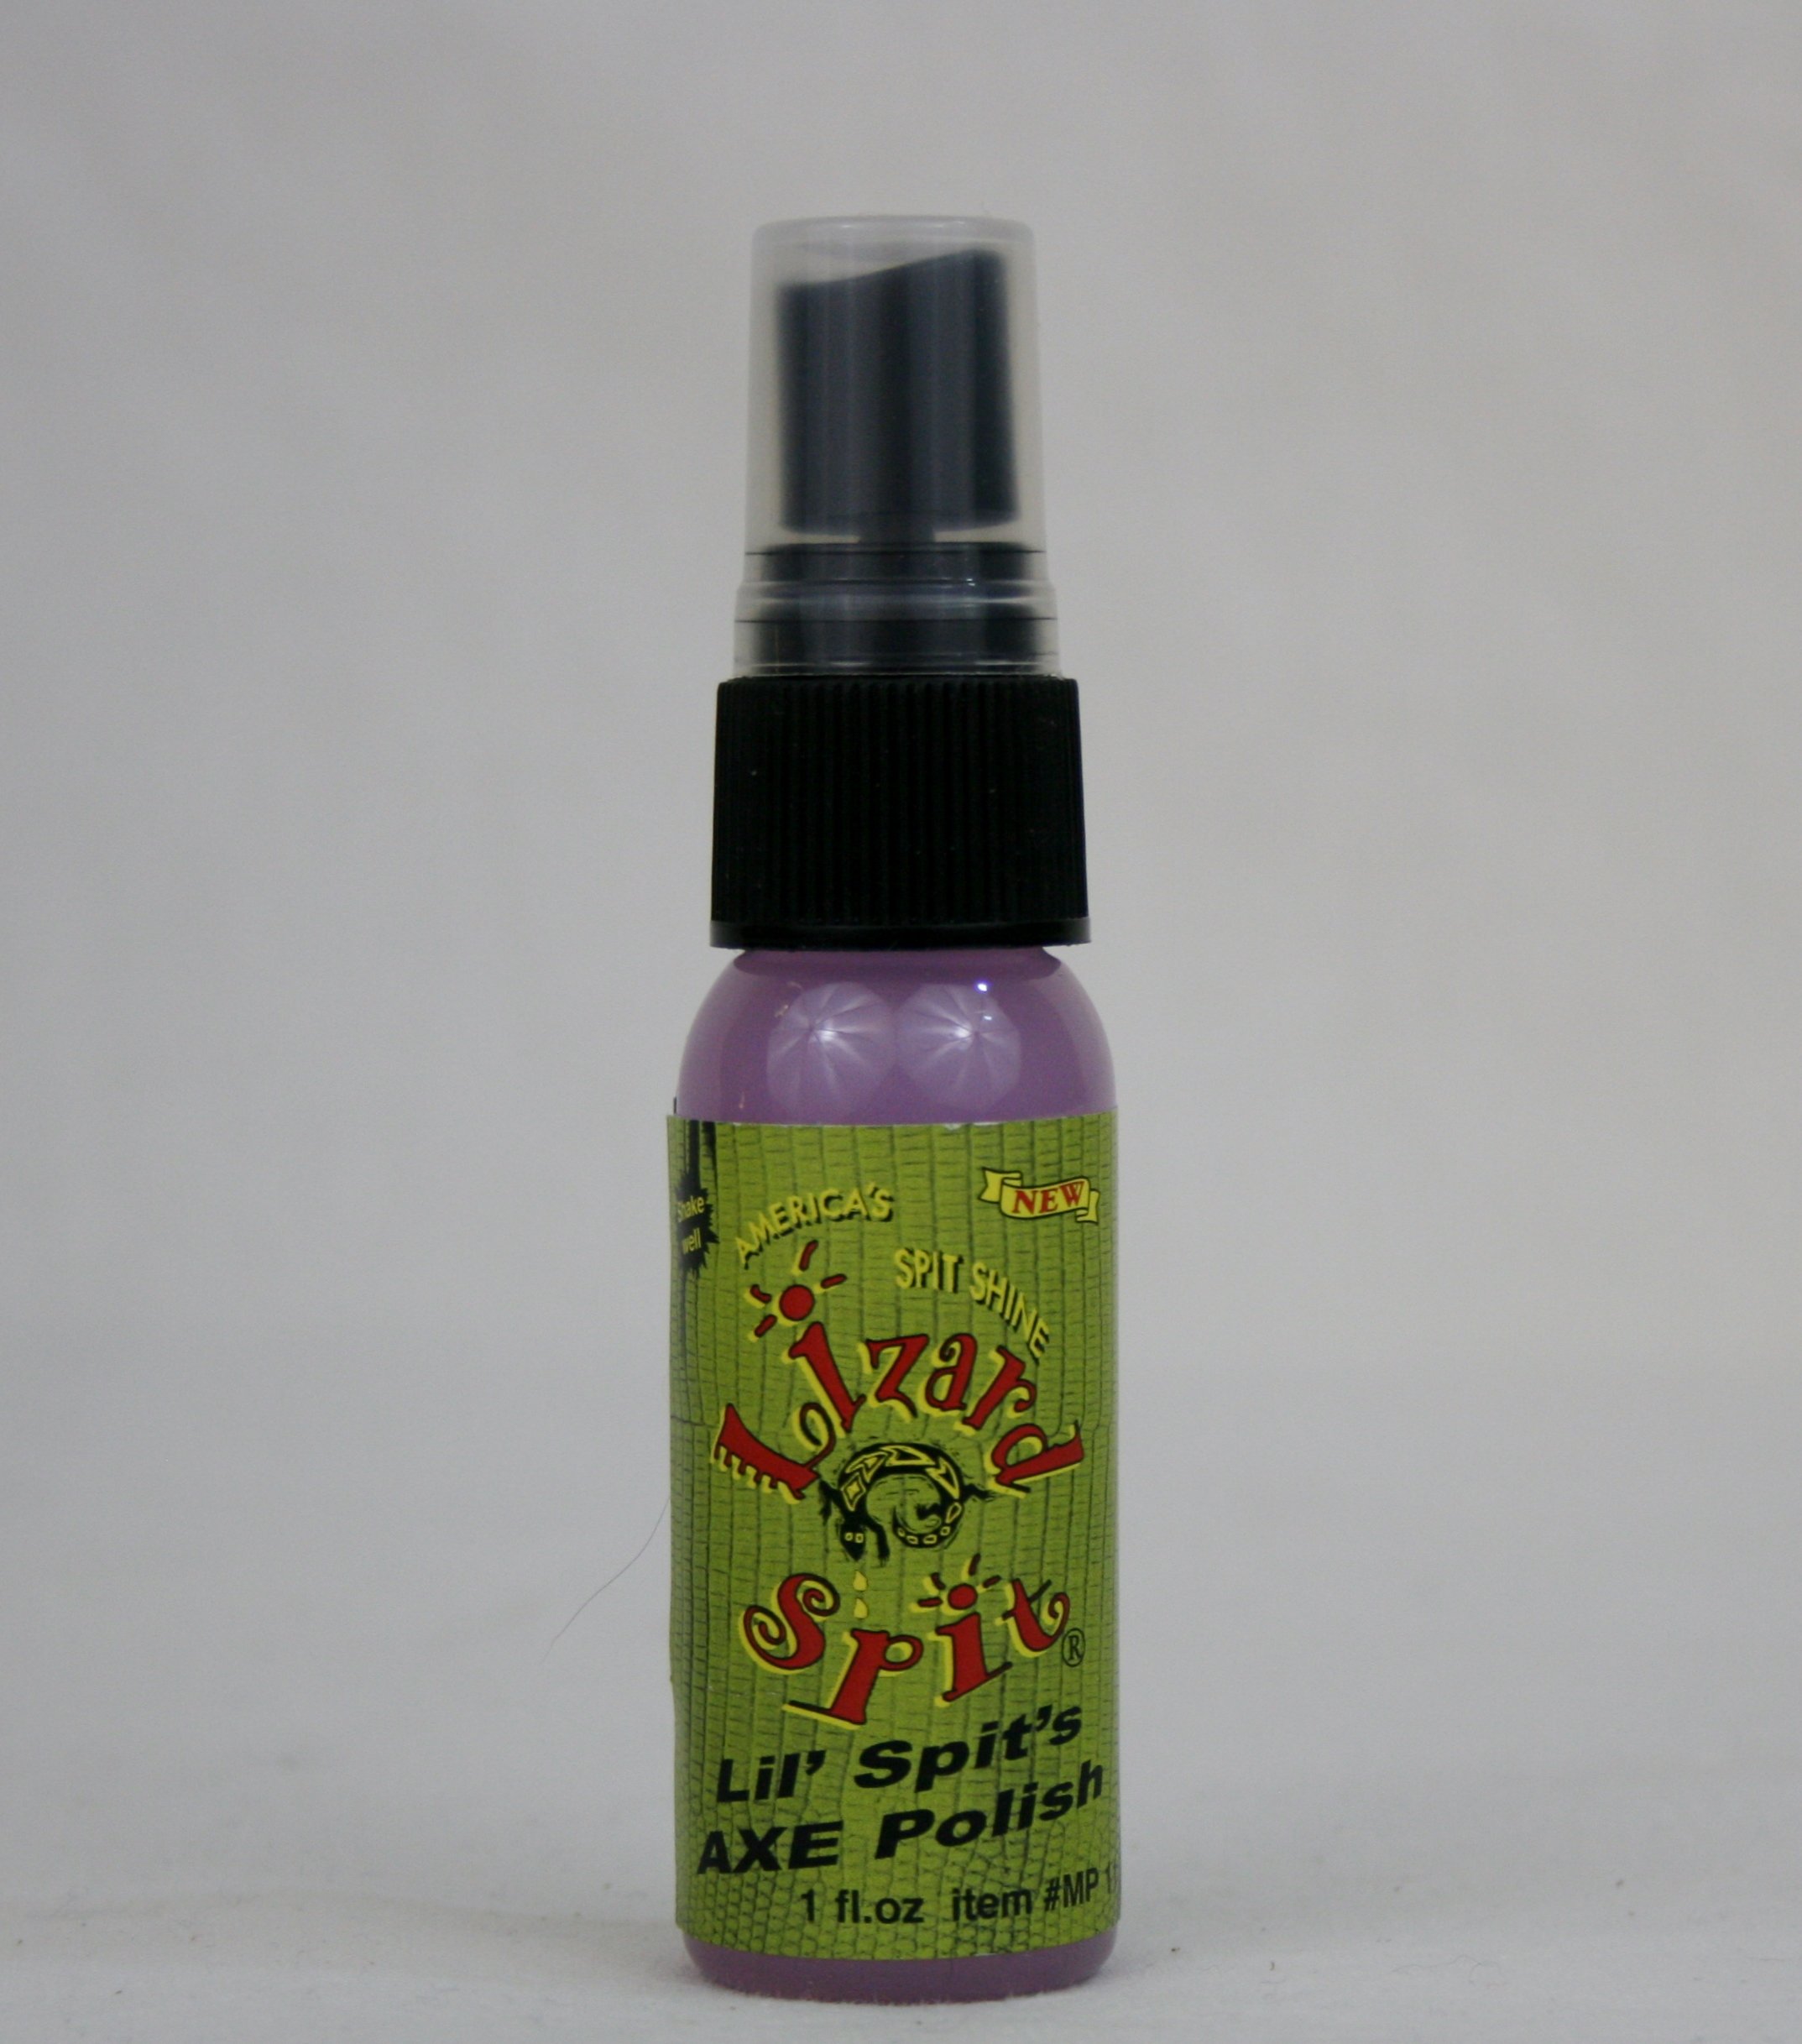 Shake
well
AMERICA'S
NEW
SPIT SHINE
Lizard
Spit®
Lil' Spit's
AXE Polish
1 fl.oz item #MP